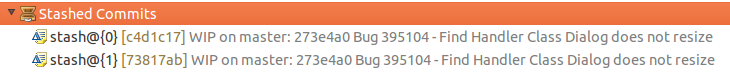 Stashed Commits
stash@{0} [c4d1c17] WIP on master: 273e4a0 Bug 395104 - Find Handler Class Dialog does not resize
stash@{1} [73817ab] WIP on master: 273e4a0 Bug 395104 - Find Handler Class Dialog does not resize